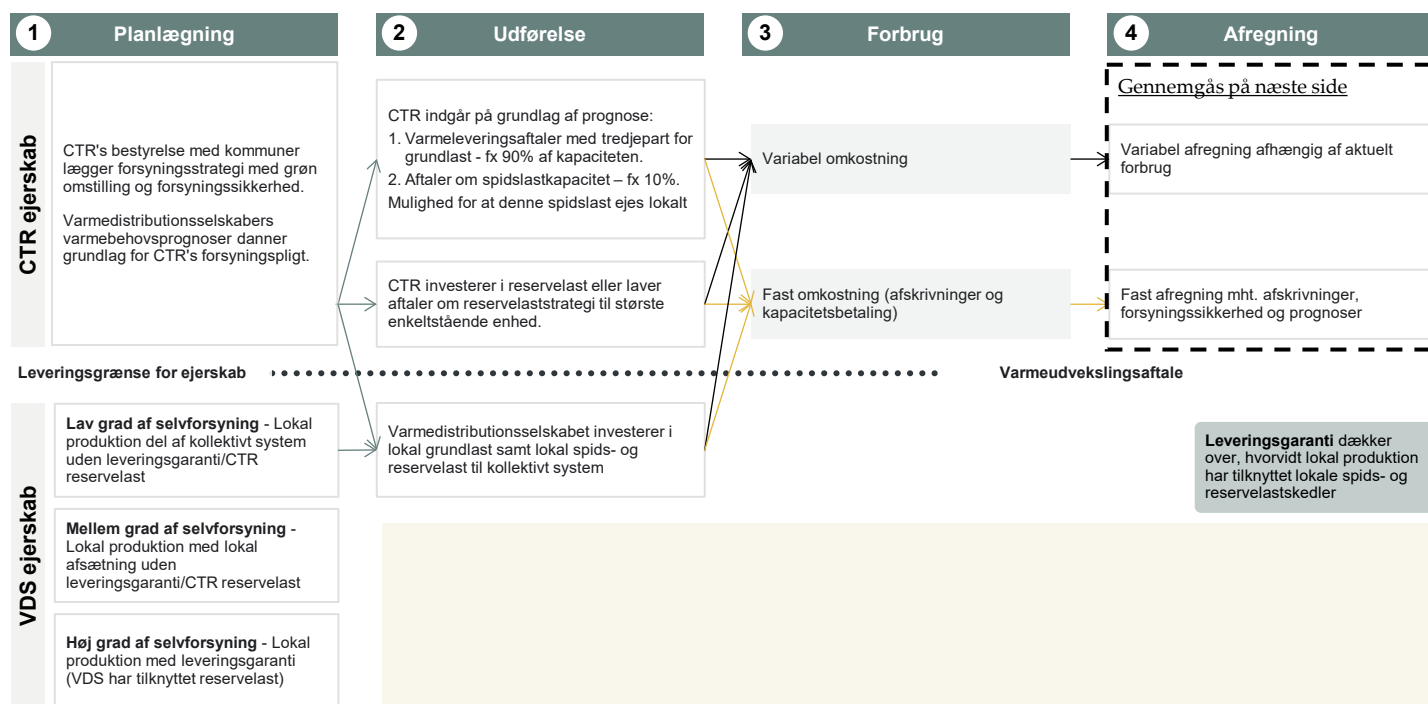 1
Planlægning
2
Udførelse
3
Forbrug
4
Afregning
CTR ejerskab
CTR's bestyrelse med kommuner
lægger forsyningsstrategi med grøn
omstilling og forsyningssikkerhed.
Varmedistributionsselskabers
varmebehovsprognoser danner
grundlag for CTR's forsyningspligt.
CTR indgår på grundlag af prognose:
1. Varmeleveringsaftaler med tredjepart for
grundlast - fx 90% af kapaciteten.
2. Aftaler om spidslastkapacitet – fx 10%.
Mulighed for at denne spidslast ejes lokalt
CTR investerer i reservelast eller laver
aftaler om reservelaststrategi til største
enkeltstående enhed.
Variabel omkostning
Fast omkostning (afskrivninger og
kapacitetsbetaling)
Gennemgås på næste side
Variabel afregning afhængig af aktuelt
forbrug
Fast afregning mht. afskrivninger,
forsyningssikkerhed og prognoser
Leveringsgrænse for ejerskab
Varmeudvekslingsaftale
VDS ejerskab
Lav grad af selvforsyning - Lokal
produktion del af kollektivt system
uden leveringsgaranti/CTR
reservelast
Mellem grad af selvforsyning -
Lokal produktion med lokal
afsætning uden
leveringsgaranti/CTR reservelast
Høj grad af selvforsyning - Lokal
produktion med leveringsgaranti
(VDS har tilknyttet reservelast)
Varmedistributionsselskabet investerer i
lokal grundlast samt lokal spids- og
reservelast til kollektivt system
Leveringsgaranti dækker
over, hvorvidt lokal produktion
har tilknyttet lokale spids- og
reservelastskedler